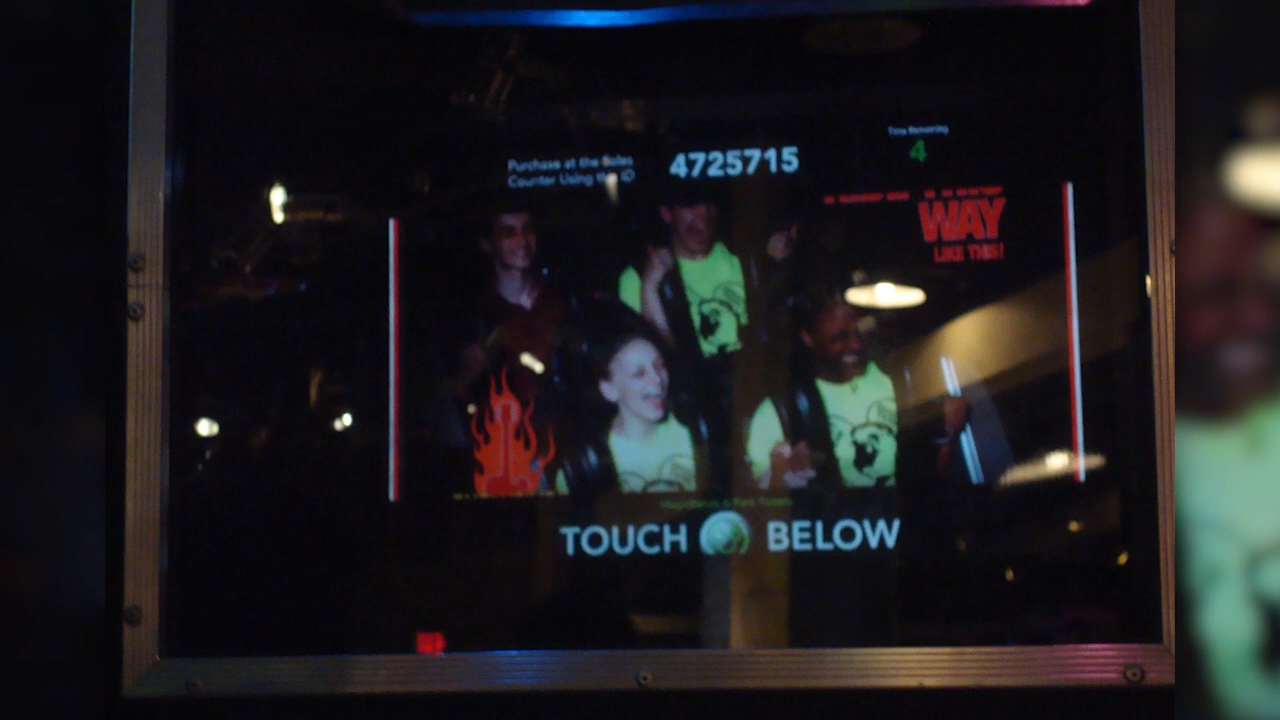 Purchase at the Sales
Counter Using the ID
4725715
Time Remaining
4
WAY
LIKE THIS!
TOUCH BELOW